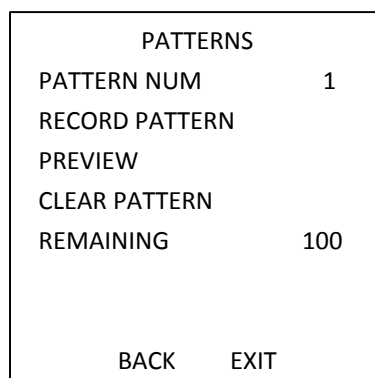 PATTERNS
PATTERN NUM 1
RECORD PATTERN
PREVIEW
CLEAR PATTERN
REMAINING 100
BACK EXIT